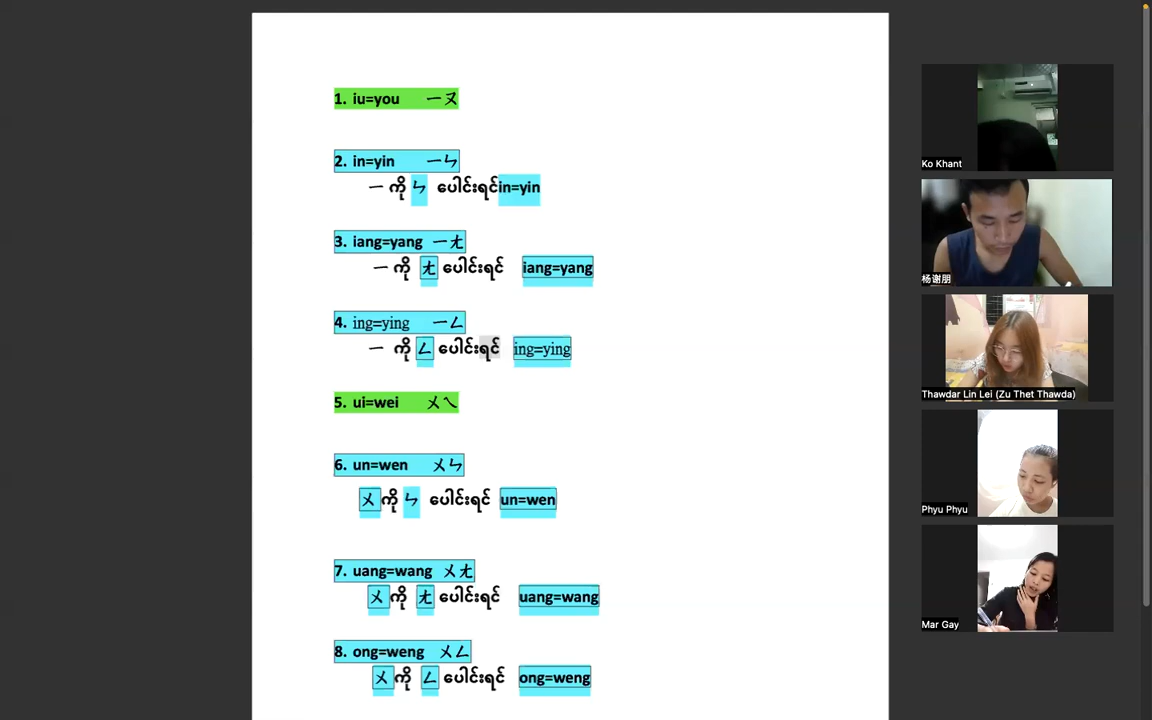 1. iu=you ㄧㄡ
2. in=yin ㄧㄣ
ㄧ ကို ㄣ ပေါင်းရင်in=yin
3. iang=yang ㄧㄤ
ㄧ ကို ㄤ ပေါင်းရင် iang=yang
4. ing=ying ㄧㄥ
ㄧ ကို ㄥ ပေါင်းရင် ing=ying
5. ui=wei ㄨㄟ
6. un=wen ㄨㄣ
ㄨကို ㄣ ပေါင်းရင် un=wen
7. uang=wang ㄨㄤ
ㄨကို ㄤ ပေါင်းရင် uang=wang
8. ong=weng ㄨㄥ
ㄨကို ㄥ ပေါင်းရင် ong=weng
Ko Khant
杨谢朋
Thawdar Lin Lei (Zu Thet Thawda)
Phyu Phyu
Mar Gay